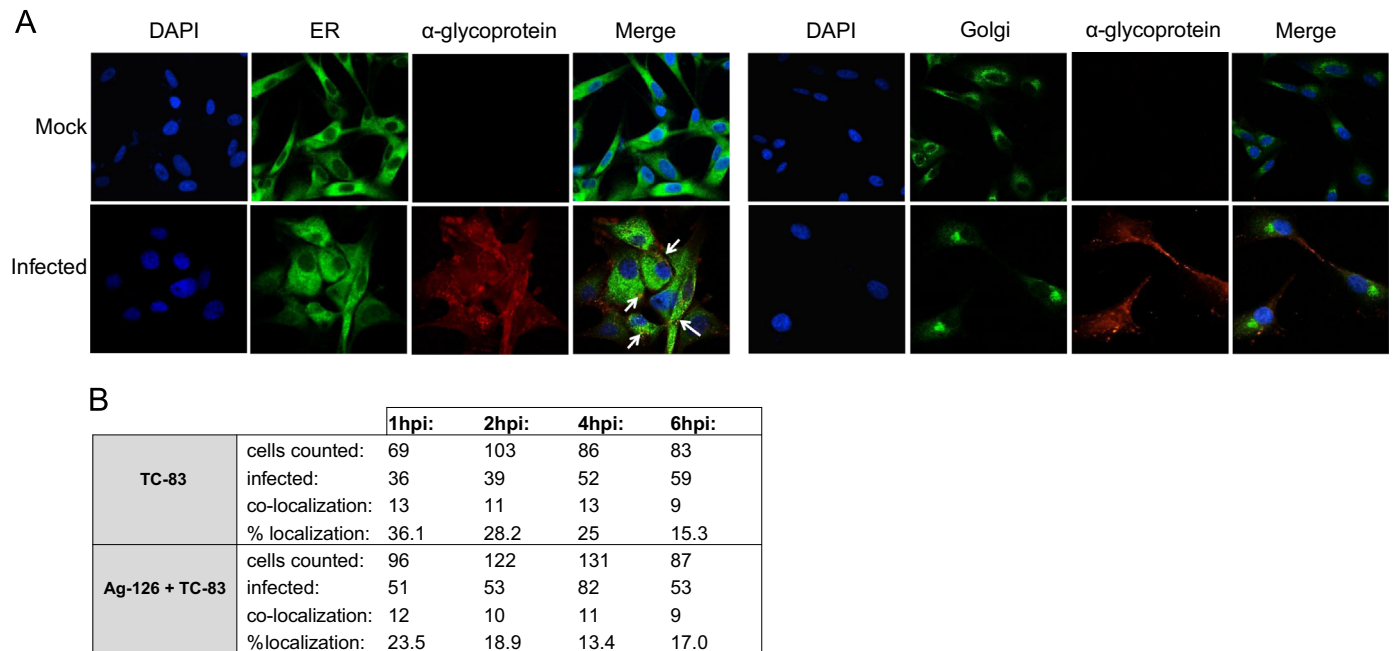 A
DAPI ER α-glycoprotein Merge DAPI Golgi α-glycoprotein Merge
Mock
Infected
B
1hpi: 2hpi: 4hpi: 6hpi:
cells counted: 69 103 86 83
TC-83 infected: 36 39 52 59
co-localization: 13 11 13 9
% localization: 36.1 28.2 25 15.3
cells counted: 96 122 131 87
Ag-126 + TC-83 infected: 51 53 82 53
co-localization: 12 10 11 9
%localization: 23.5 18.9 13.4 17.0